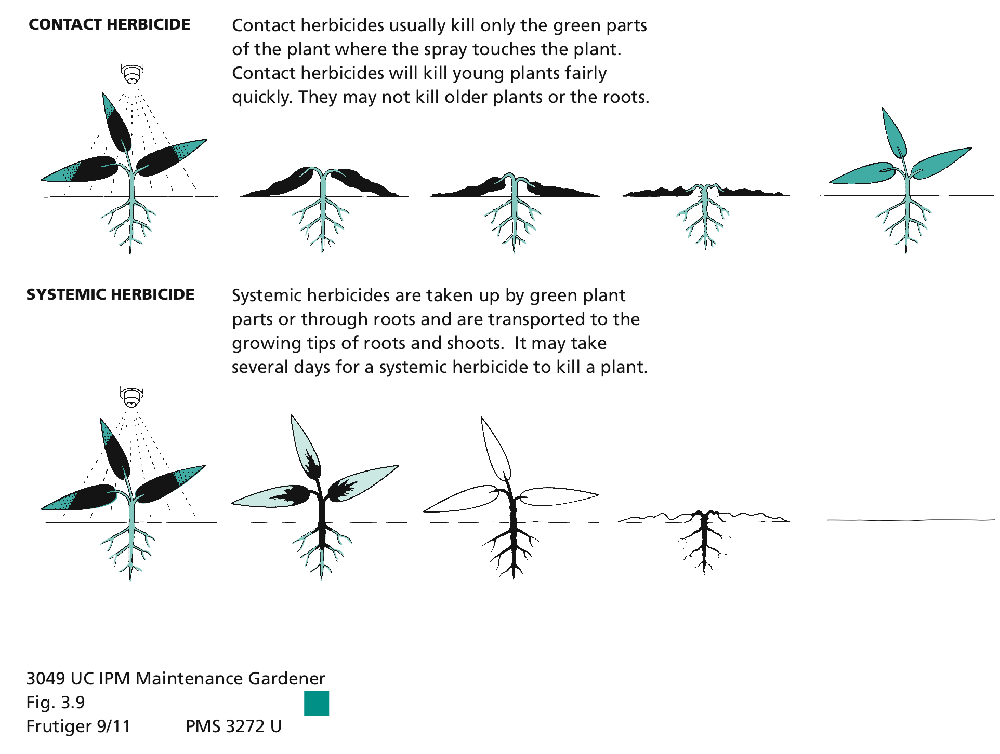 CONTACT HERBICIDE
Contact herbicides usually kill only the green parts
of the plant where the spray touches the plant.
Contact herbicides will kill young plants fairly
quickly. They may not kill older plants or the roots.
SYSTEMIC HERBICIDE
Systemic herbicides are taken up by green plant
parts or through roots and are transported to the
growing tips of roots and shoots.  It may take
several days for a systemic herbicide to kill a plant.
3049 UC IPM Maintenance Gardener
Fig. 3.9
Frutiger 9/11 PMS 3272 U